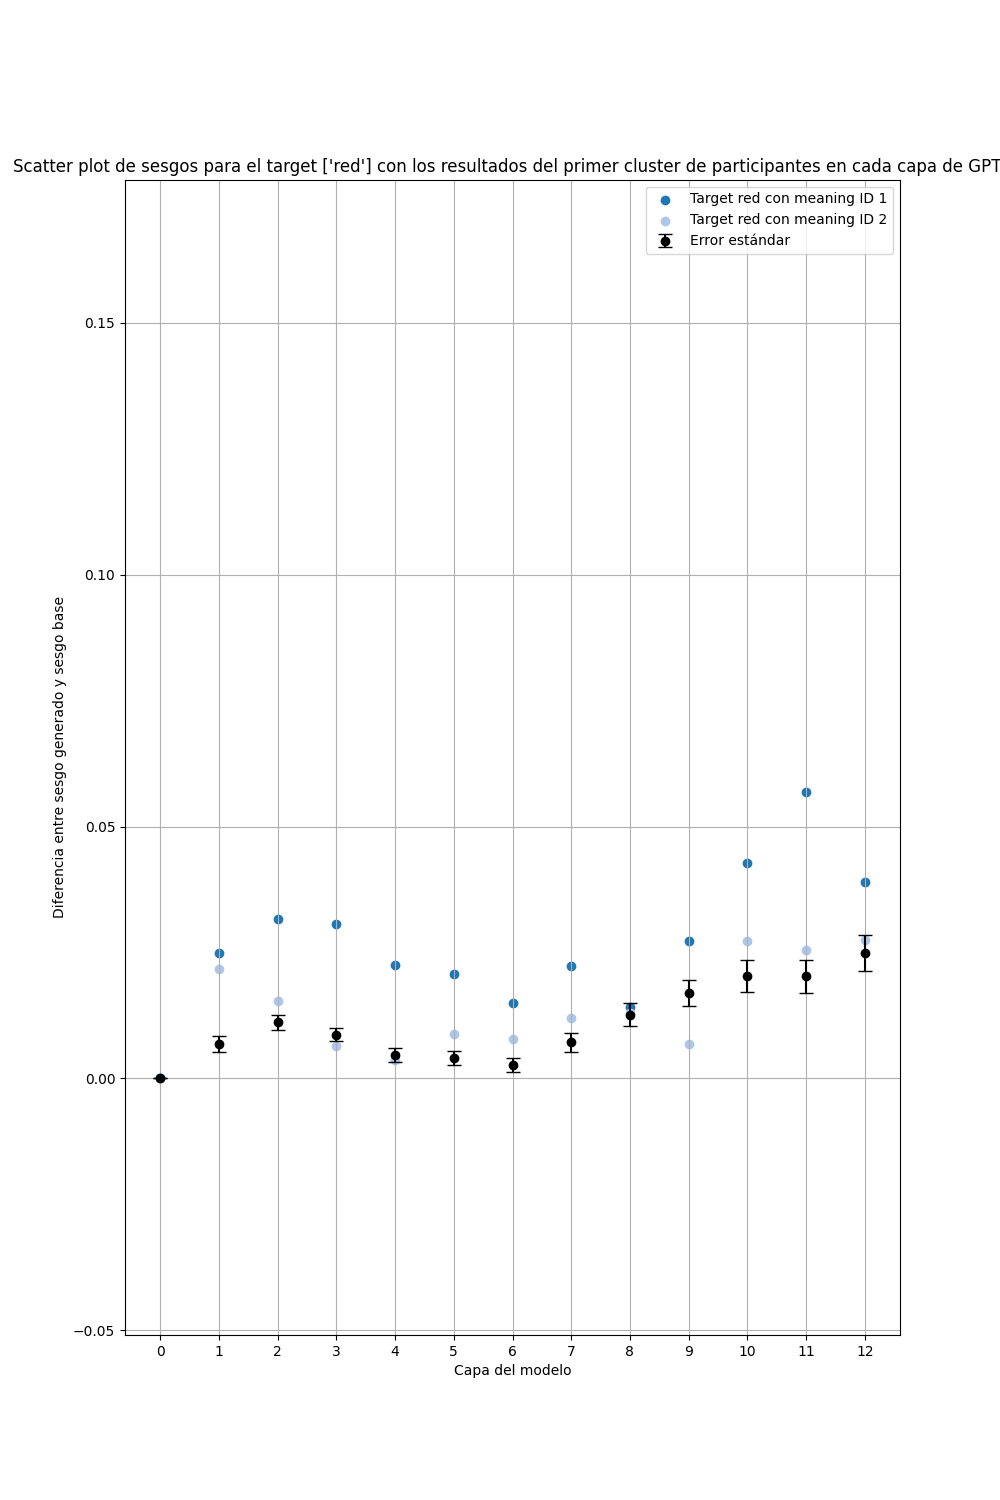 Scatter plot de sesgos para el target ['red'] con los resultados del primer cluster de participantes en cada capa de GPT
Target red con meaning ID 1
Target red con meaning ID 2
Error estándar
0.15
0.10
0.05
0.00
−0.05
Diferencia entre sesgo generado y sesgo base
0 1 2 3 4 5 6 7 8 9 10 11 12
Capa del modelo